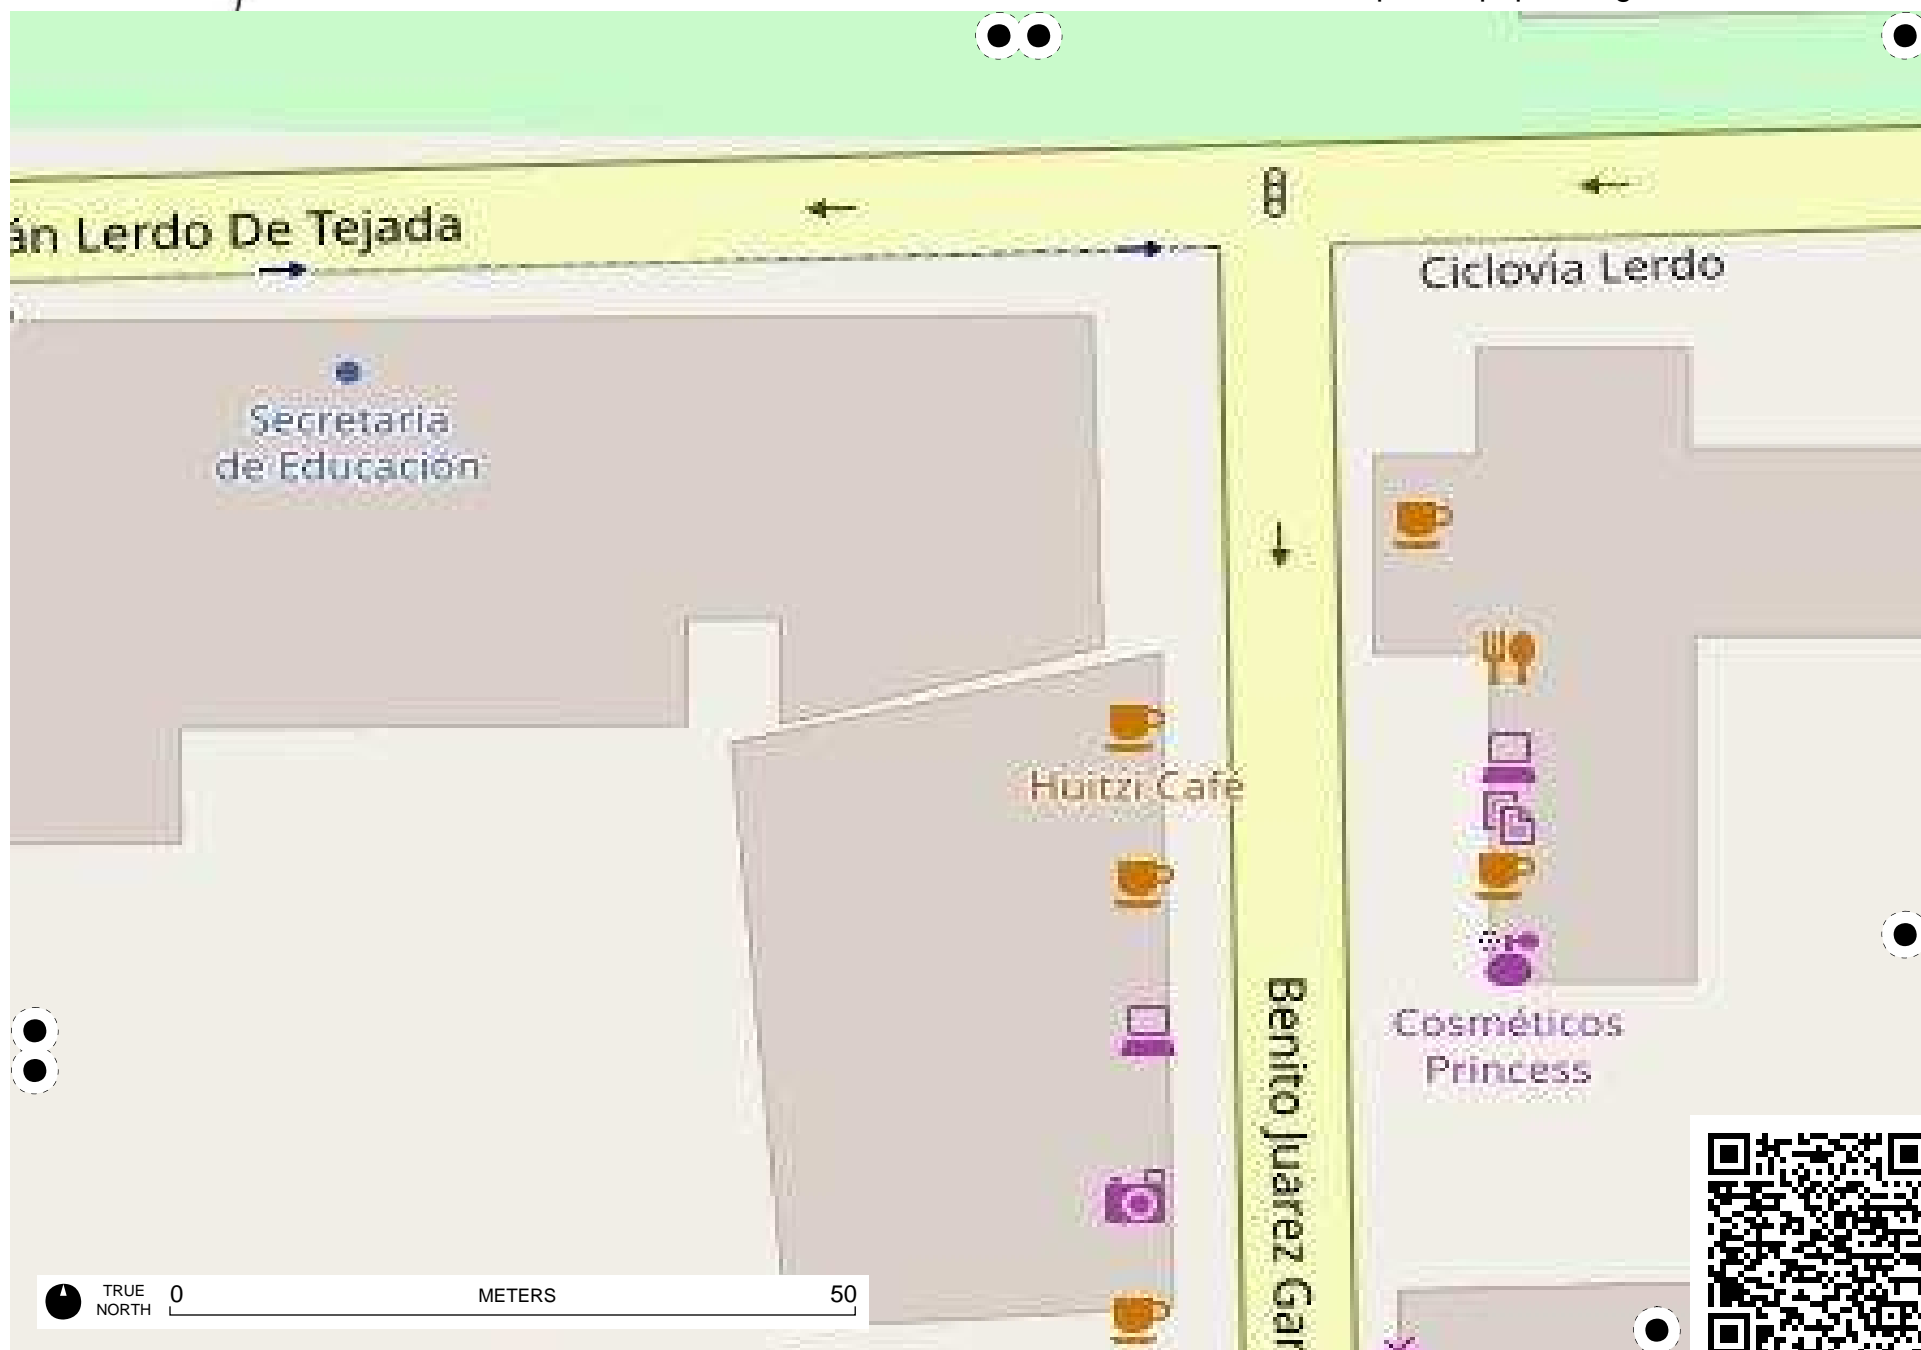 án Lerdo De Tejada
Ciclovía Lerdo
Secretaria
de Educación
Huitzi Café
Benito Juarez Gar
Cosméticos
Princess
TRUE
NORTH
0 METERS 50